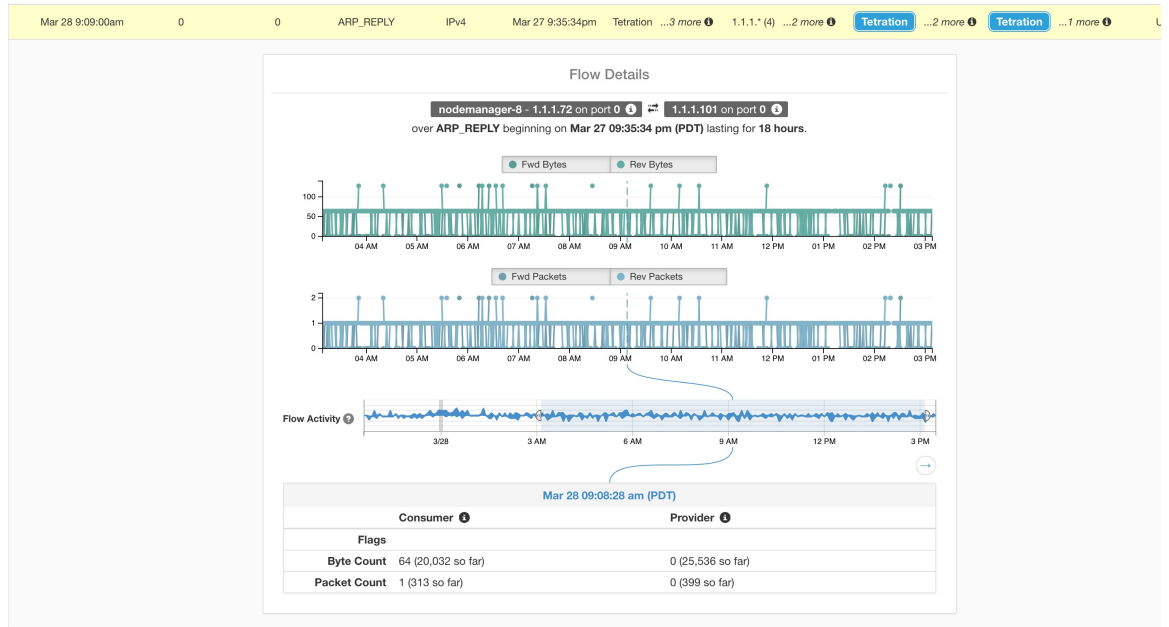 Mar 28 9:09:00am 0 0 ARP_REPLY IPv4 Mar 27 9:35:34pm Tetration ...3 more 1.1.1.* (4) ...2 more Tetration ...2 more Tetration ...1 more
Flow Details
nodemanager-8 - 1.1.1.72 on port 0 1.1.1.101 on port 0
over ARP_REPLY beginning on Mar 27 09:35:34 pm (PDT) lasting for 18 hours.
Fwd Bytes Rev Bytes
100
50
0
04 AM 05 AM 06 AM 07 AM 08 AM 09 AM 10 AM 11 AM 12 PM 01 PM 02 PM 03 PM
Fwd Packets Rev Packets
2
1
0
04 AM 05 AM 06 AM 07 AM 08 AM 09 AM 10 AM 11 AM 12 PM 01 PM 02 PM 03 PM
Flow Activity ?
3/28 3 AM 6 AM 9 AM 12 PM 3 PM
Mar 28 09:08:28 am (PDT)
Consumer Provider
Flags
Byte Count 64 (20,032 so far) 0 (25,536 so far)
Packet Count 1 (313 so far) 0 (399 so far)